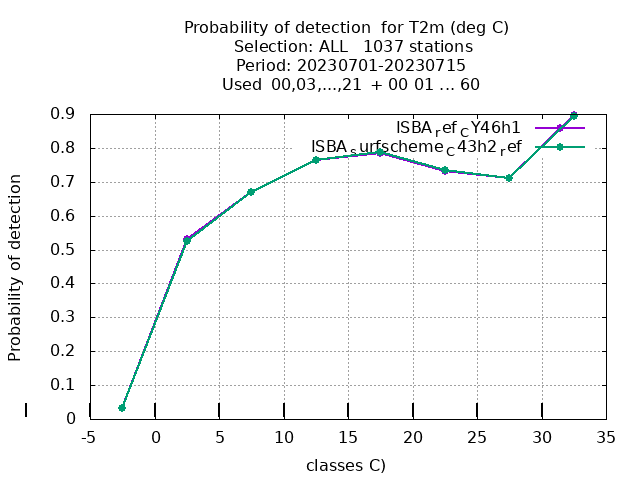 Probability of detection  for T2m (deg C)
Selection: ALL   1037 stations
Period: 20230701-20230715
Used  00,03,...,21  + 00 01 ... 60
ISBA_ref_CY46h1
ISBA_surfscheme_C43h2_ref
Probability of detection
0.9
0.8
0.7
0.6
0.5
0.4
0.3
0.2
0.1
0
-5 0 5 10 15 20 25 30 35
classes C)